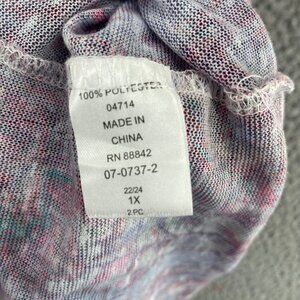 100% POLYESTER
04714
MADE IN
CHINA
RN 88842
07-0737-2
22/24
1X
2 PC